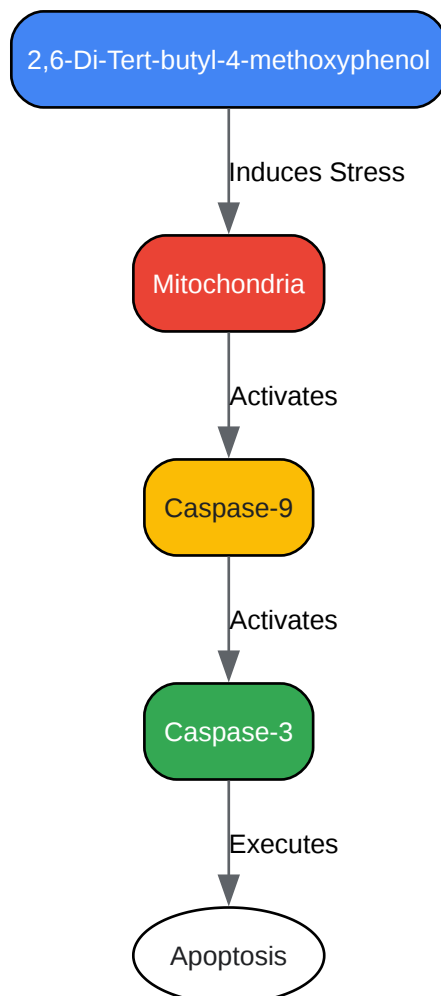 2,6-Di-Tert-butyl-4-methoxyphenol
Induces Stress
Mitochondria
Activates
Caspase-9
Activates
Caspase-3
Executes
Apoptosis